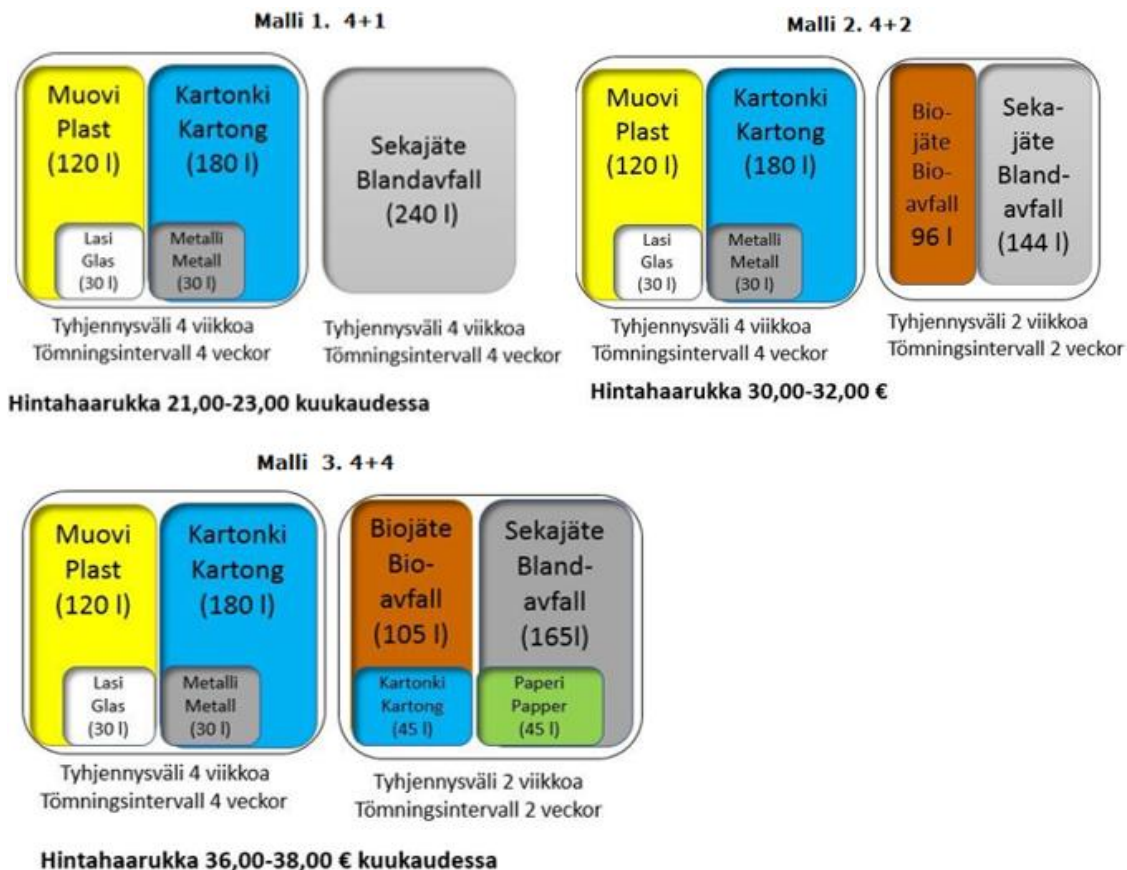 Malli 1. 4+1
Muovi
Plast
(120 l)
Kartonki
Kartong
(180 l)
Lasi
Glas
(30 l)
Metalli
Metall
(30 l)
Sekajäte
Blandavfall
(240 l)
Tyhjennysväli 4 viikkoa
Tömningsintervall 4 veckor
Tyhjennysväli 4 viikkoa
Tömningsintervall 4 veckor
Hintahaarukka 21,00-23,00 kuukaudessa
Malli 2. 4+2
Muovi
Plast
(120 l)
Kartonki
Kartong
(180 l)
Lasi
Glas
(30 l)
Metalli
Metall
(30 l)
Bio-
jäte
Bio-
avfall
96 l
Seka-
jäte
Bland-
avfall
(144 l)
Tyhjennysväli 4 viikkoa
Tömningsintervall 4 veckor
Tyhjennysväli 2 viikkoa
Tömningsintervall 2 veckor
Hintahaarukka 30,00-32,00 €
Malli 3. 4+4
Muovi
Plast
(120 l)
Kartonki
Kartong
(180 l)
Lasi
Glas
(30 l)
Metalli
Metall
(30 l)
Biojäte
Bio-
avfall
(105 l)
Sekajäte
Bland-
avfall
(165l)
Kartonki
Kartong
(45 l)
Paperi
Papper
(45 l)
Tyhjennysväli 4 viikkoa
Tömningsintervall 4 veckor
Tyhjennysväli 2 viikkoa
Tömningsintervall 2 veckor
Hintahaarukka 36,00-38,00 € kuukaudessa